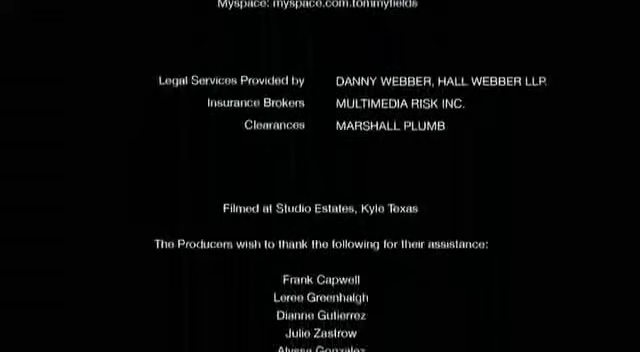 Myspace: myspace.com.tommyfields
Legal Services Provided by DANNY WEBBER, HALL WEBBER LLP.
Insurance Brokers MULTIMEDIA RISK INC.
Clearances MARSHALL PLUMB
Filmed at Studio Estates, Kyle Texas
The Producers wish to thank the following for their assistance:
Frank Capwell
Leree Greenhalgh
Dianne Gutierrez
Julie Zastrow
Alyssa Gonzalez